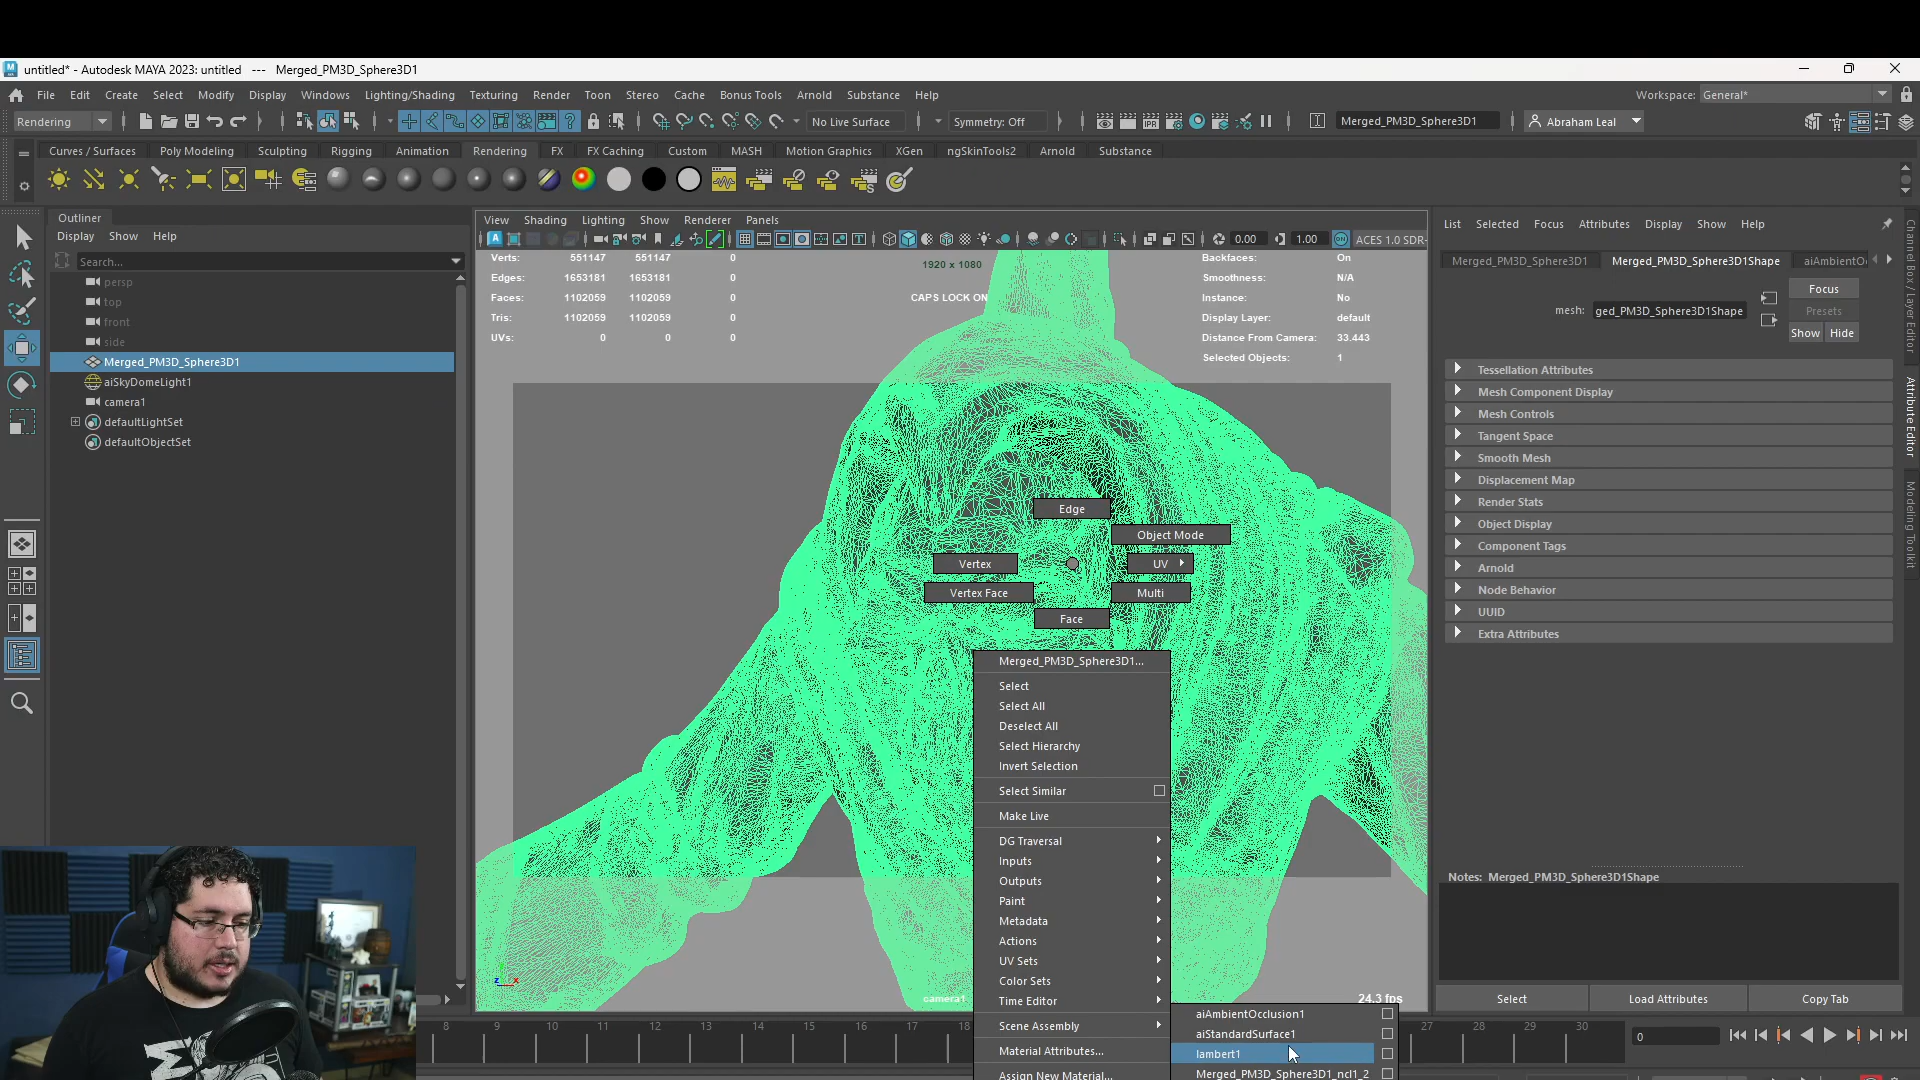 untitled* - Autodesk MAYA 2023: untitled --- Merged_PM3D_Sphere3D1
File Edit Create Select Modify Display Windows Lighting/Shading Texturing Render Toon Stereo Cache Bonus Tools Arnold Substance Help
Workspace: General*
Rendering
No Live Surface
Symmetry: Off
Merged_PM3D_Sphere3D1
Abraham Leal
Curves / Surfaces Poly Modeling Sculpting Rigging Animation Rendering FX FX Caching Custom MASH Motion Graphics XGen ngSkinTools2 Arnold Substance
Outliner
Display Show Help
Search...
persp
top
front
side
Merged_PM3D_Sphere3D1
aiSkyDomeLight1
camera1
defaultLightSet
defaultObjectSet
View Shading Lighting Show Renderer Panels
0.00 1.00 ACES 1.0 SDR-
Verts: 551147 551147 0
Edges: 1653181 1653181 0
Faces: 1102059 1102059 0
Tris: 1102059 1102059 0
UVs: 0 0 0
1920 x 1080
CAPS LOCK ON
Backfaces: On
Smoothness: N/A
Instance: No
Display Layer: default
Distance From Camera: 33.443
Selected Objects: 1
Edge
Object Mode
Vertex
UV
Vertex Face
Multi
Face
Merged_PM3D_Sphere3D1...
Select
Select All
Deselect All
Select Hierarchy
Invert Selection
Select Similar
Make Live
DG Traversal
Inputs
Outputs
Paint
Metadata
Actions
UV Sets
Color Sets
Time Editor
Scene Assembly
Material Attributes...
Assign New Material...
aiAmbientOcclusion1
aiStandardSurface1
lambert1
Merged_PM3D_Sphere3D1_ncl1_2
z x
camera1
24.3 fps
8 9 10 11 12 13 14 15 16 17 18 27 28 29 30
0
List Selected Focus Attributes Display Show Help
Merged_PM3D_Sphere3D1 Merged_PM3D_Sphere3D1Shape aiAmbientO
mesh: ged_PM3D_Sphere3D1Shape
Focus
Presets
Show Hide
Tessellation Attributes
Mesh Component Display
Mesh Controls
Tangent Space
Smooth Mesh
Displacement Map
Render Stats
Object Display
Component Tags
Arnold
Node Behavior
UUID
Extra Attributes
Notes: Merged_PM3D_Sphere3D1Shape
Select Load Attributes Copy Tab
Channel Box / Layer Editor
Attribute Editor
Modeling Toolkit